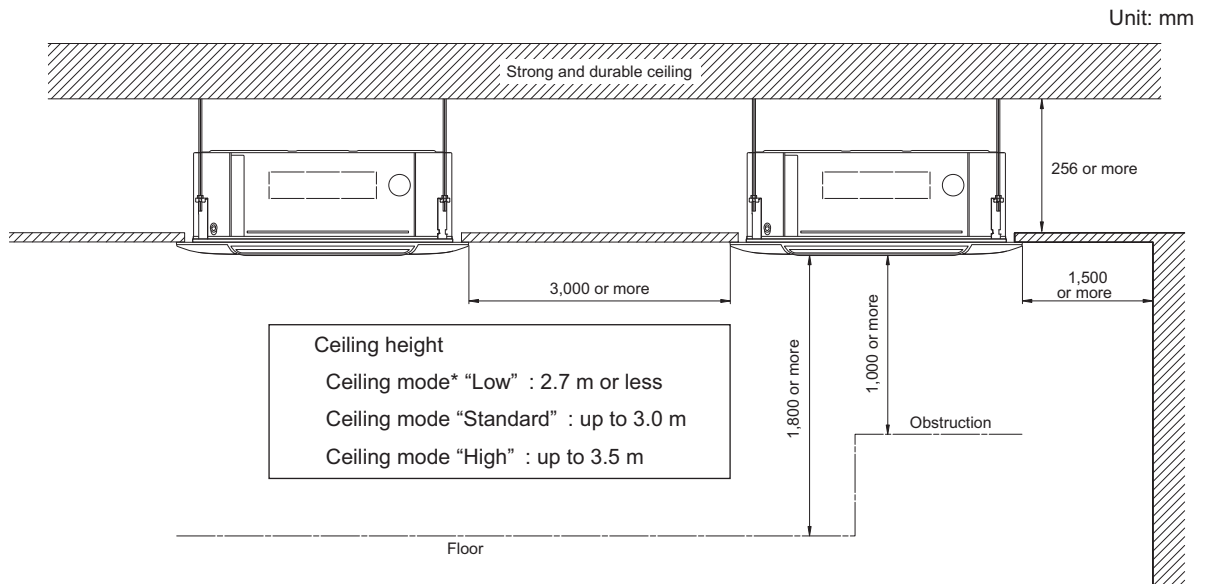 Unit: mm
Strong and durable ceiling
256 or more
3,000 or more
1,500
or more
1,800 or more
1,000 or more
Obstruction
Ceiling height
Ceiling mode* “Low” : 2.7 m or less
Ceiling mode “Standard” : up to 3.0 m
Ceiling mode “High” : up to 3.5 m
Floor